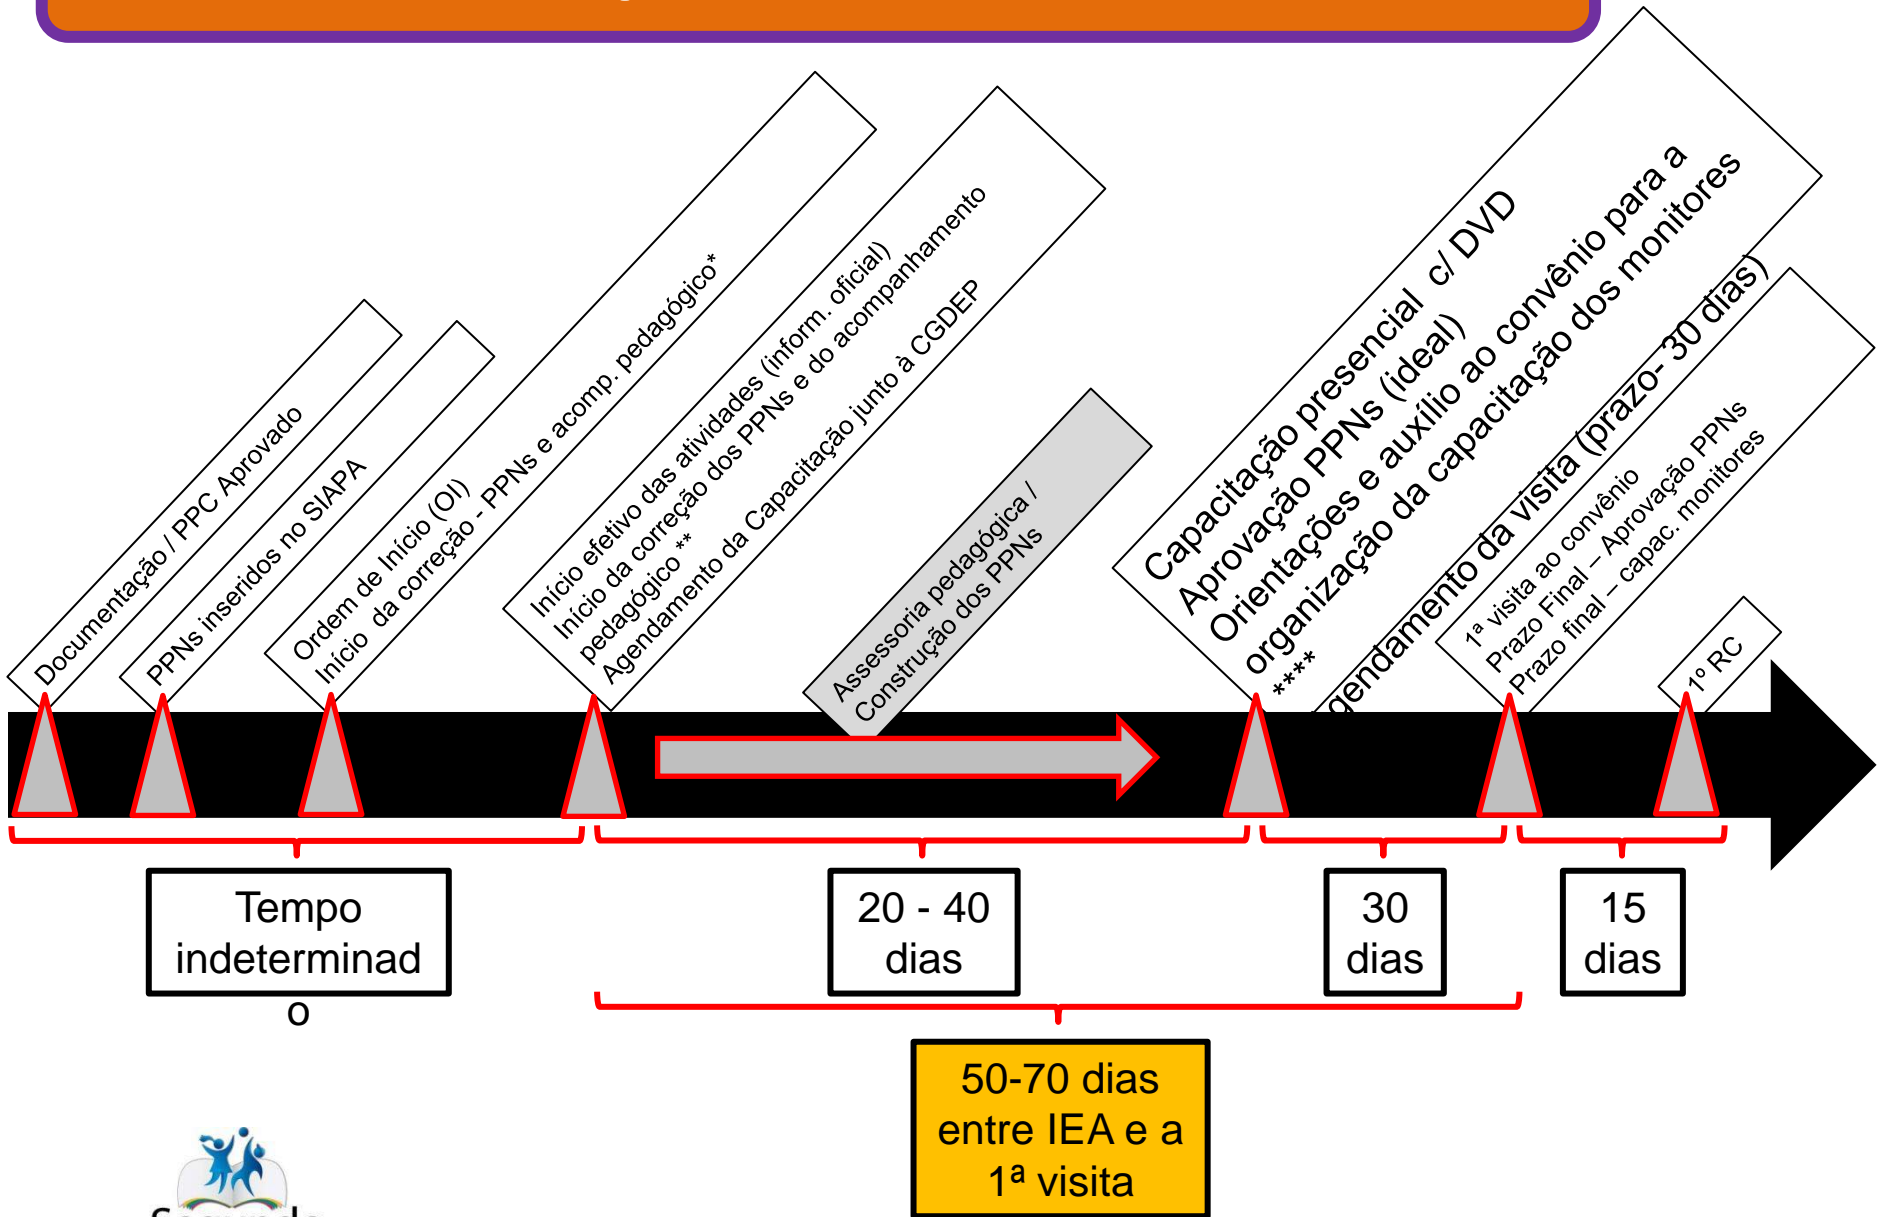 Documentação / PPC Aprovado
PPNs inseridos no SIAPA
Ordem de Início (OI)
Início da correção - PPNs e acomp. pedagógico*
Início efetivo das atividades (inform. oficial)
Início da correção dos PPNs e do acompanhamento
pedagógico **
Agendamento da Capacitação junto à CGDEP
Assessoria pedagógica /
Construção dos PPNs
Capacitação presencial c/ DVD
Aprovação PPNs (ideal)
Orientações e auxílio ao convênio para a
organização da capacitação dos monitores
****
gendamento da visita (prazo- 30 dias)
1ª visita ao convênio
Prazo Final – Aprovação PPNs
Prazo final – capac. monitores
1º RC
Tempo
indeterminad
o
20 - 40
dias
30
dias
15
dias
50-70 dias
entre IEA e a
1ª visita